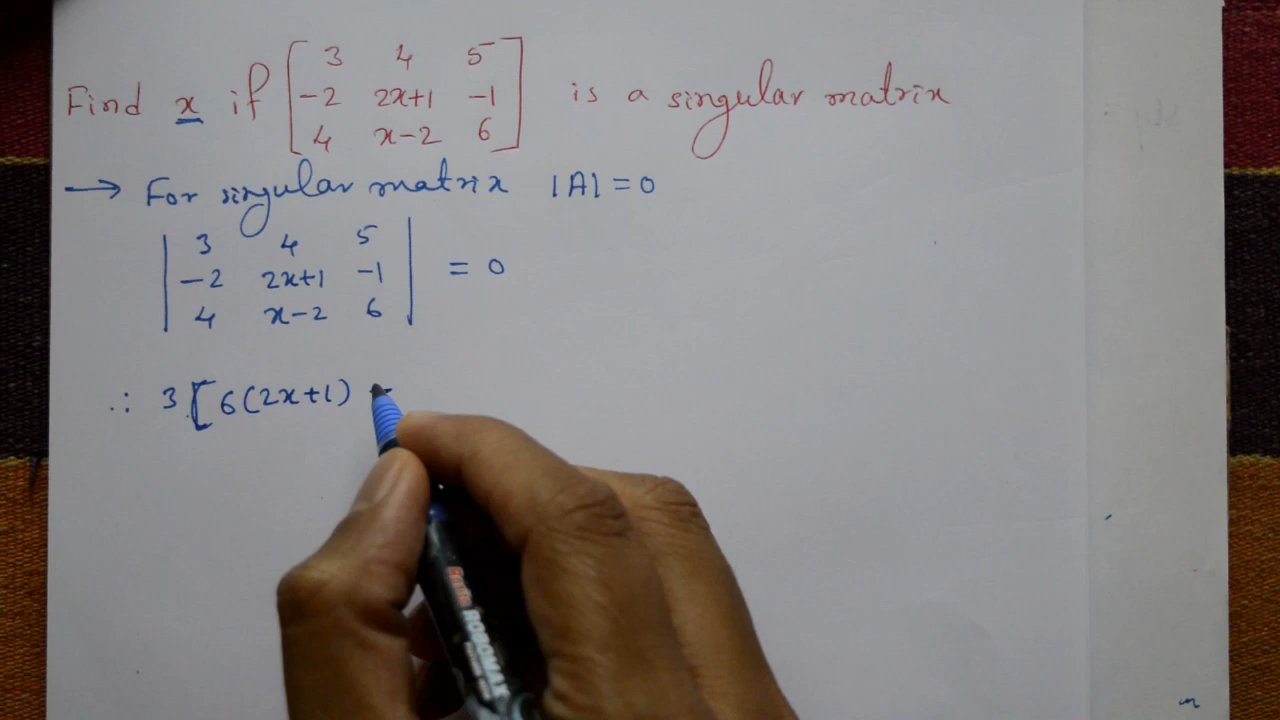 Find x if [ 3 4 5
-2 2x+1 -1
4 x-2 6 ] is a singular matrix
→ For singular matrix |A| = 0
| 3 4 5 |
| -2 2x+1 -1 | = 0
| 4 x-2 6 |
∴ 3[6(2x+1) -
ROBOMAX